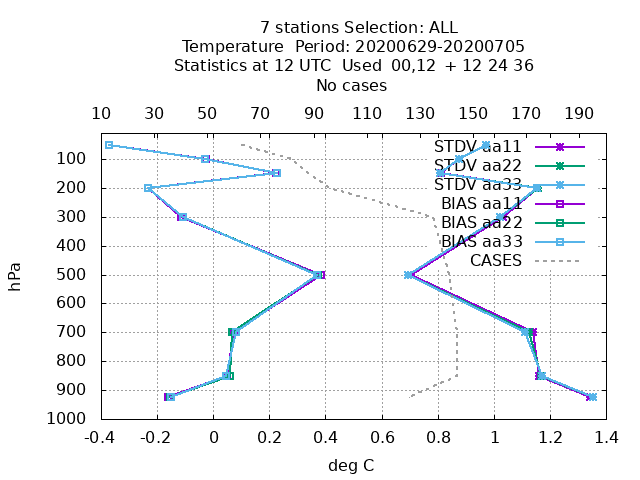 7 stations Selection: ALL
Temperature  Period: 20200629-20200705
Statistics at 12 UTC  Used  00,12  + 12 24 36
No cases
10 30 50 70 90 110 130 150 170 190
STDV aa11
STDV aa22
STDV aa33
BIAS aa11
BIAS aa22
BIAS aa33
CASES
100
200
300
400
500
600
700
800
900
1000
hPa
-0.4 -0.2 0 0.2 0.4 0.6 0.8 1 1.2 1.4
deg C